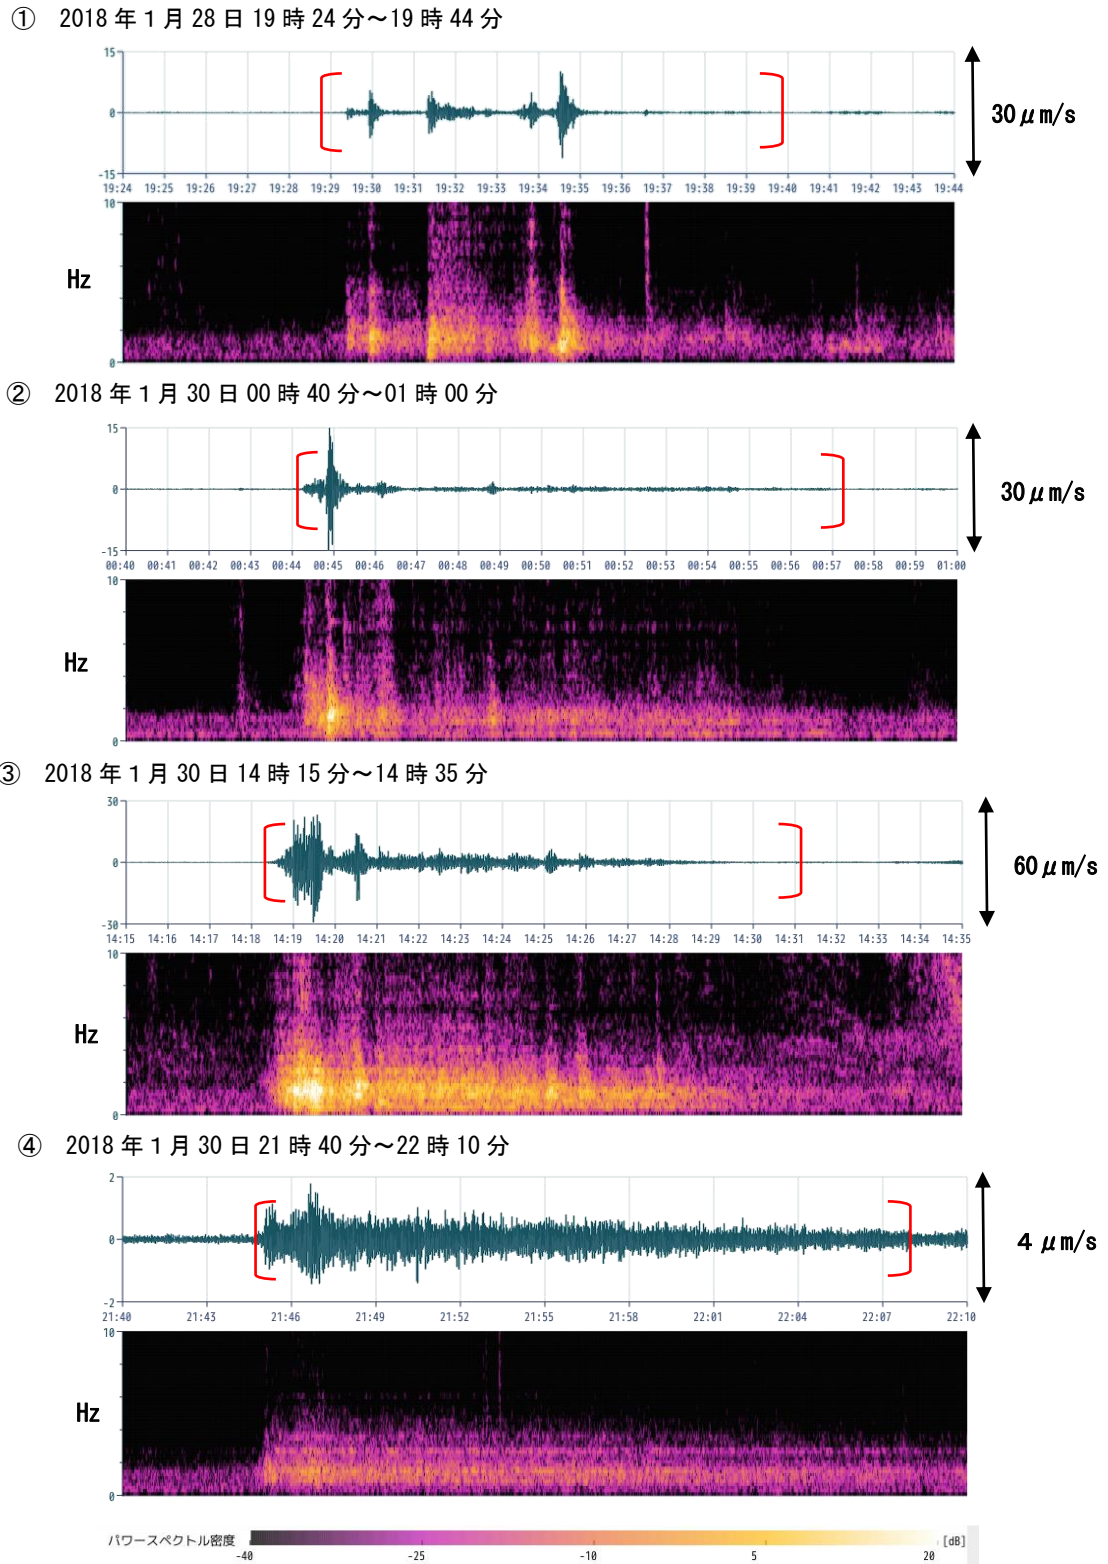 ① 2018年1月28日19時24分～19時44分
15
0
-15
30μm/s
19:24 19:25 19:26 19:27 19:28 19:29 19:30 19:31 19:32 19:33 19:34 19:35 19:36 19:37 19:38 19:39 19:40 19:41 19:42 19:43 19:44
10
Hz
0
② 2018年1月30日00時40分～01時00分
15
0
-15
30μm/s
00:40 00:41 00:42 00:43 00:44 00:45 00:46 00:47 00:48 00:49 00:50 00:51 00:52 00:53 00:54 00:55 00:56 00:57 00:58 00:59 01:00
10
Hz
0
③ 2018年1月30日14時15分～14時35分
30
0
-30
60μm/s
14:15 14:16 14:17 14:18 14:19 14:20 14:21 14:22 14:23 14:24 14:25 14:26 14:27 14:28 14:29 14:30 14:31 14:32 14:33 14:34 14:35
10
Hz
0
④ 2018年1月30日21時40分～22時10分
2
0
-2
4μm/s
21:40 21:43 21:46 21:49 21:52 21:55 21:58 22:01 22:04 22:07 22:10
10
Hz
0
パワースペクトル密度 [dB]
-40 -25 -10 5 20